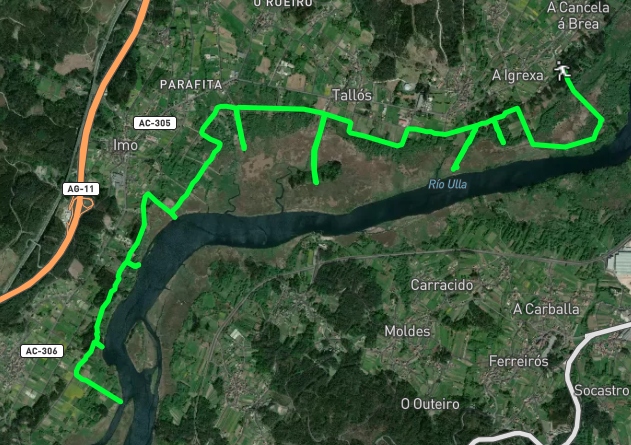 O RUEIRO
A Cancela
á Brea
A Igrexa
PARAFITA
Tallós
AC-305
Imo
AG-11
Río Ulla
Carracido
A Carballa
Moldes
AC-306
Ferreirós
Socastro
O Outeiro